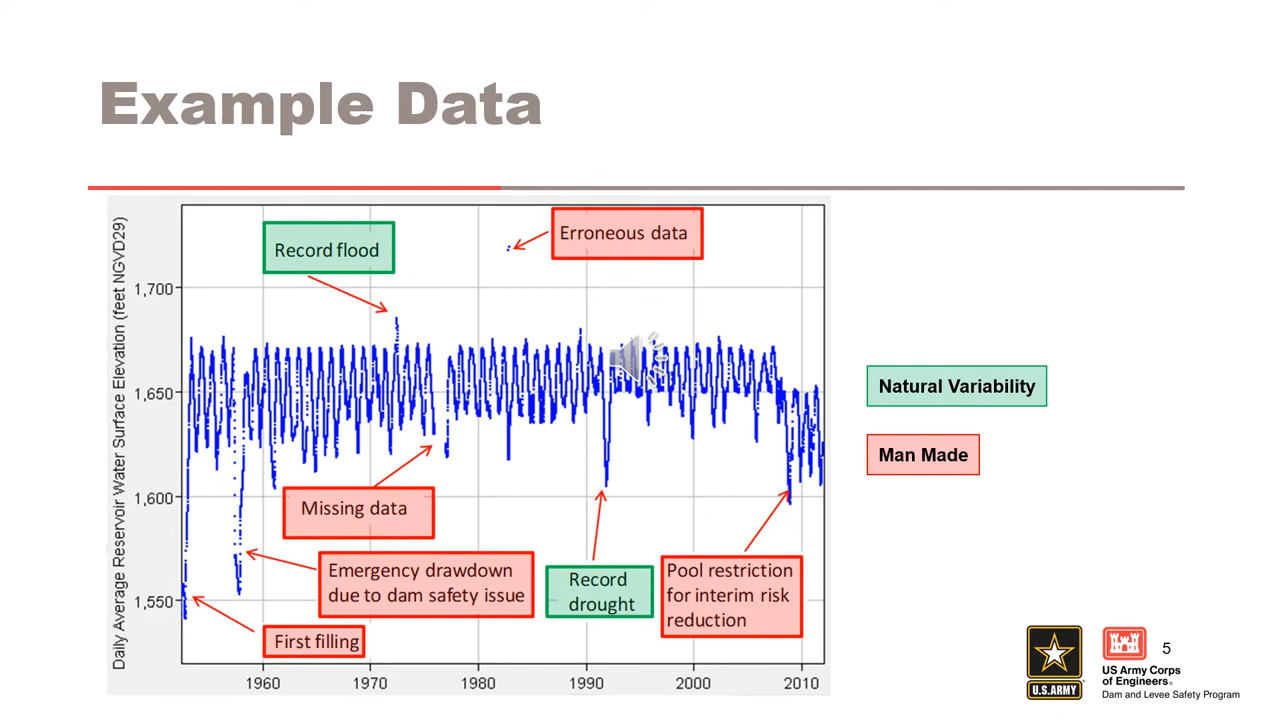 Example Data
Daily Average Reservoir Water Surface Elevation (feet NGVD29)
1,700
1,650
1,600
1,550
1960
1970
1980
1990
2000
2010
Record flood
Erroneous data
Missing data
Emergency drawdown
due to dam safety issue
First filling
Record
drought
Pool restriction
for interim risk
reduction
Natural Variability
Man Made
U.S.ARMY
US Army Corps
of Engineers®
Dam and Levee Safety Program
5